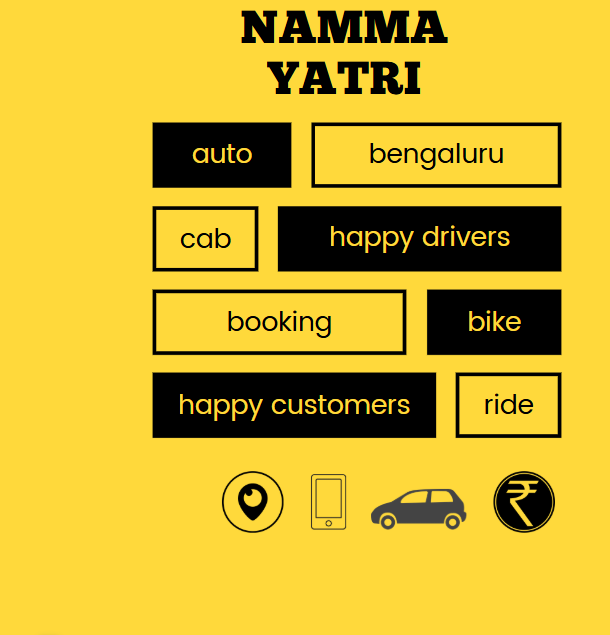 NAMMA
YATRI
auto bengaluru
cab happy drivers
booking bike
happy customers ride
₹